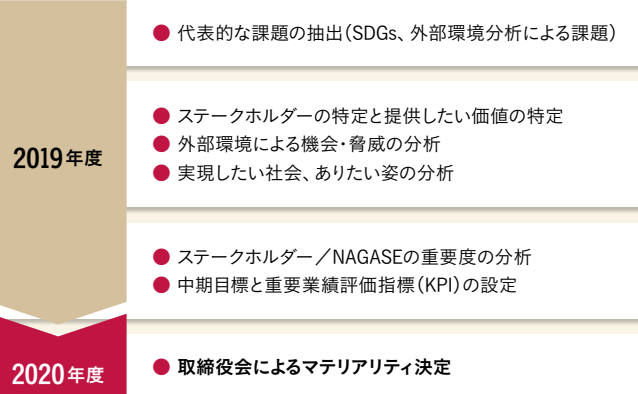 ● 代表的な課題の抽出(SDGs、外部環境分析による課題)
2019年度
● ステークホルダーの特定と提供したい価値の特定
● 外部環境による機会・脅威の分析
● 実現したい社会、ありたい姿の分析
● ステークホルダー／NAGASEの重要度の分析
● 中期目標と重要業績評価指標(KPI)の設定
2020年度
● 取締役会によるマテリアリティ決定